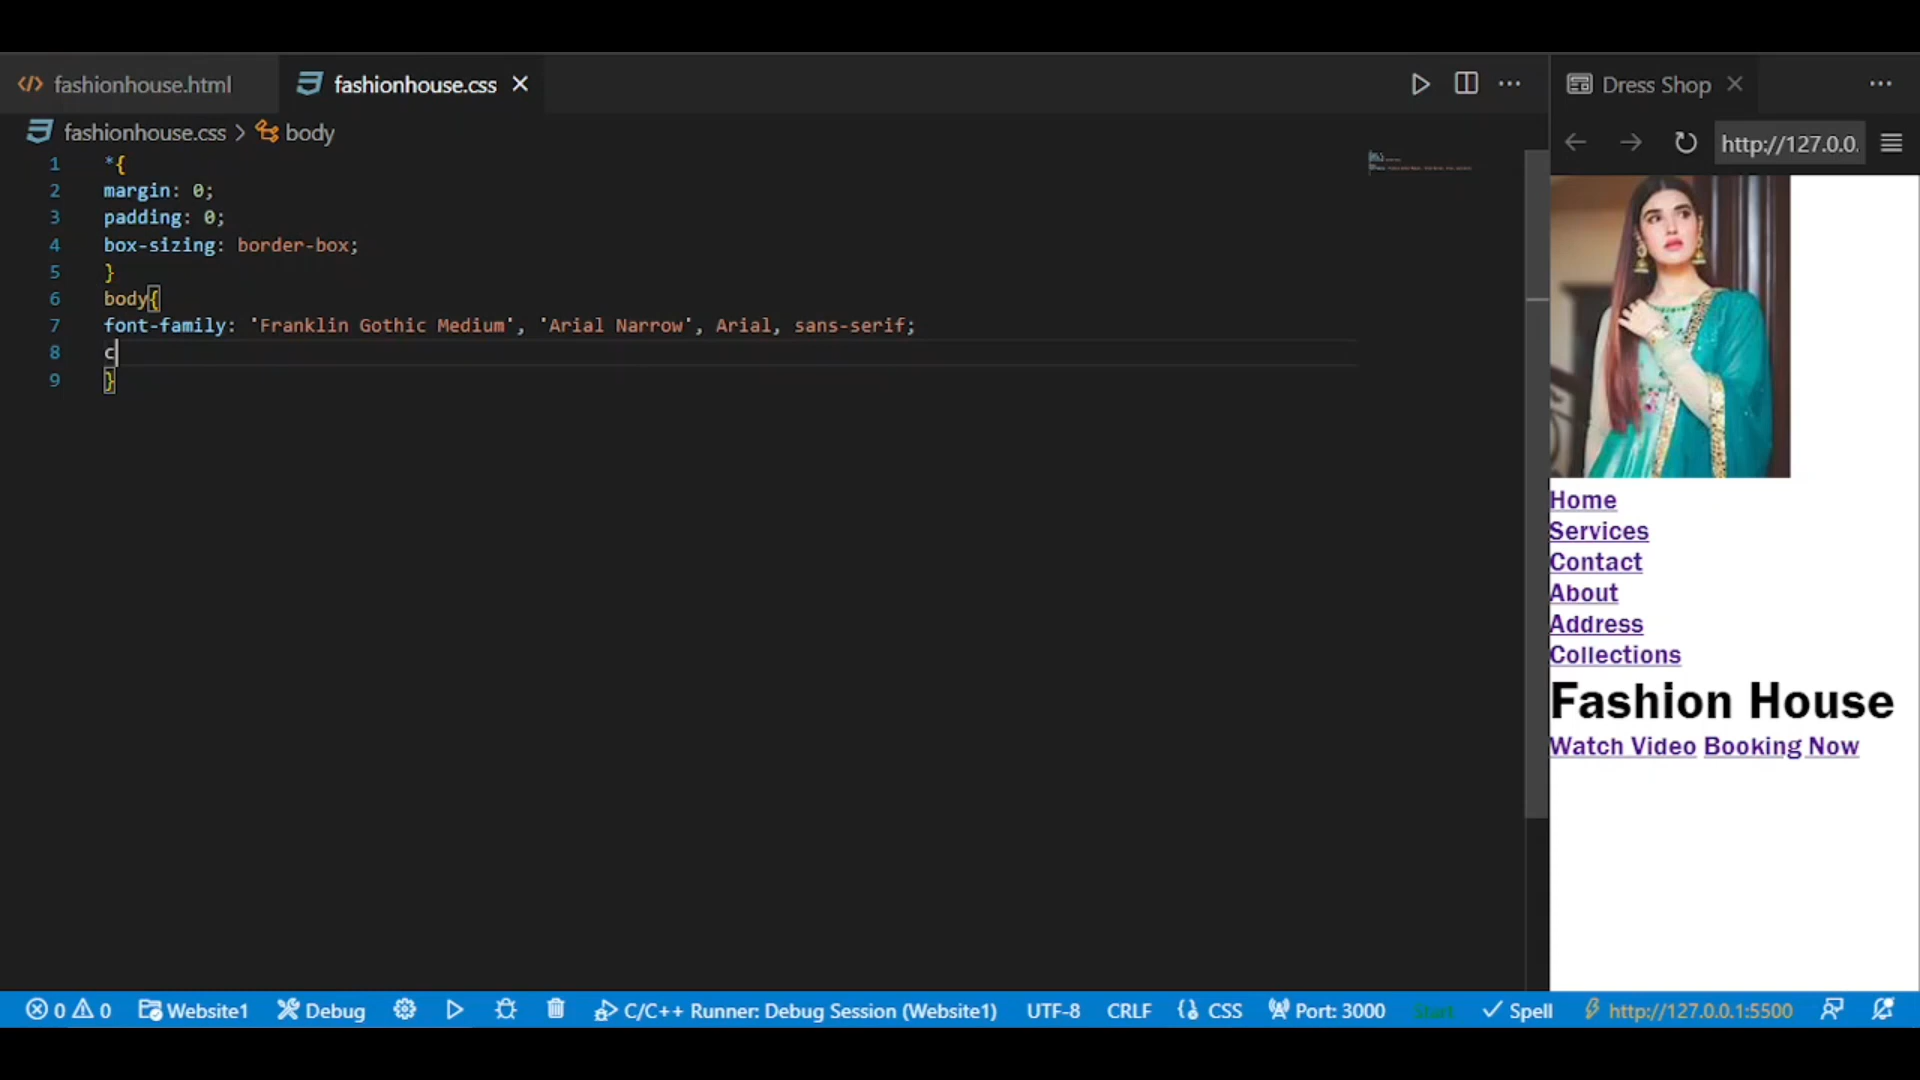 fashionhouse.html
fashionhouse.css
Dress Shop
fashionhouse.css > body
http://127.0.0.
1 *{
2 margin: 0;
3 padding: 0;
4 box-sizing: border-box;
5 }
6 body{
7 font-family: 'Franklin Gothic Medium', 'Arial Narrow', Arial, sans-serif;
8 c
9 }
Home
Services
Contact
About
Address
Collections
Fashion House
Watch Video Booking Now
0 0 Website1 Debug C/C++ Runner: Debug Session (Website1) UTF-8 CRLF CSS Port: 3000 Start Spell http://127.0.0.1:5500